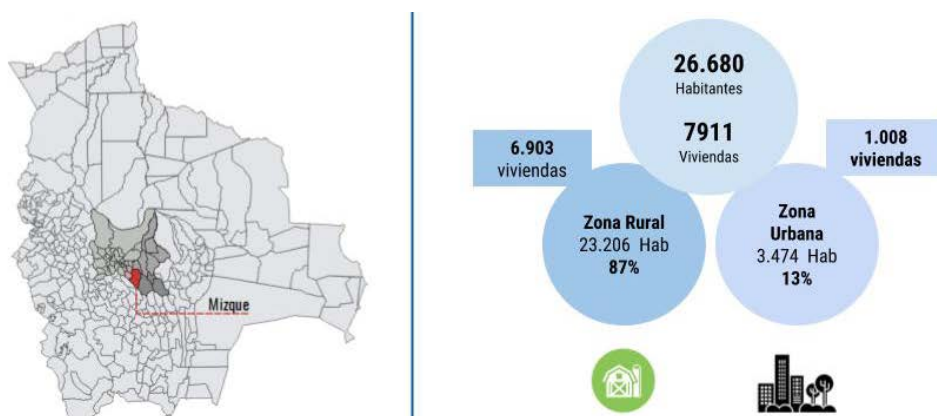 Mizque
26.680
Habitantes
7911
Viviendas
6.903
viviendas
1.008
viviendas
Zona Rural
23.206 Hab
87%
Zona
Urbana
3.474 Hab
13%